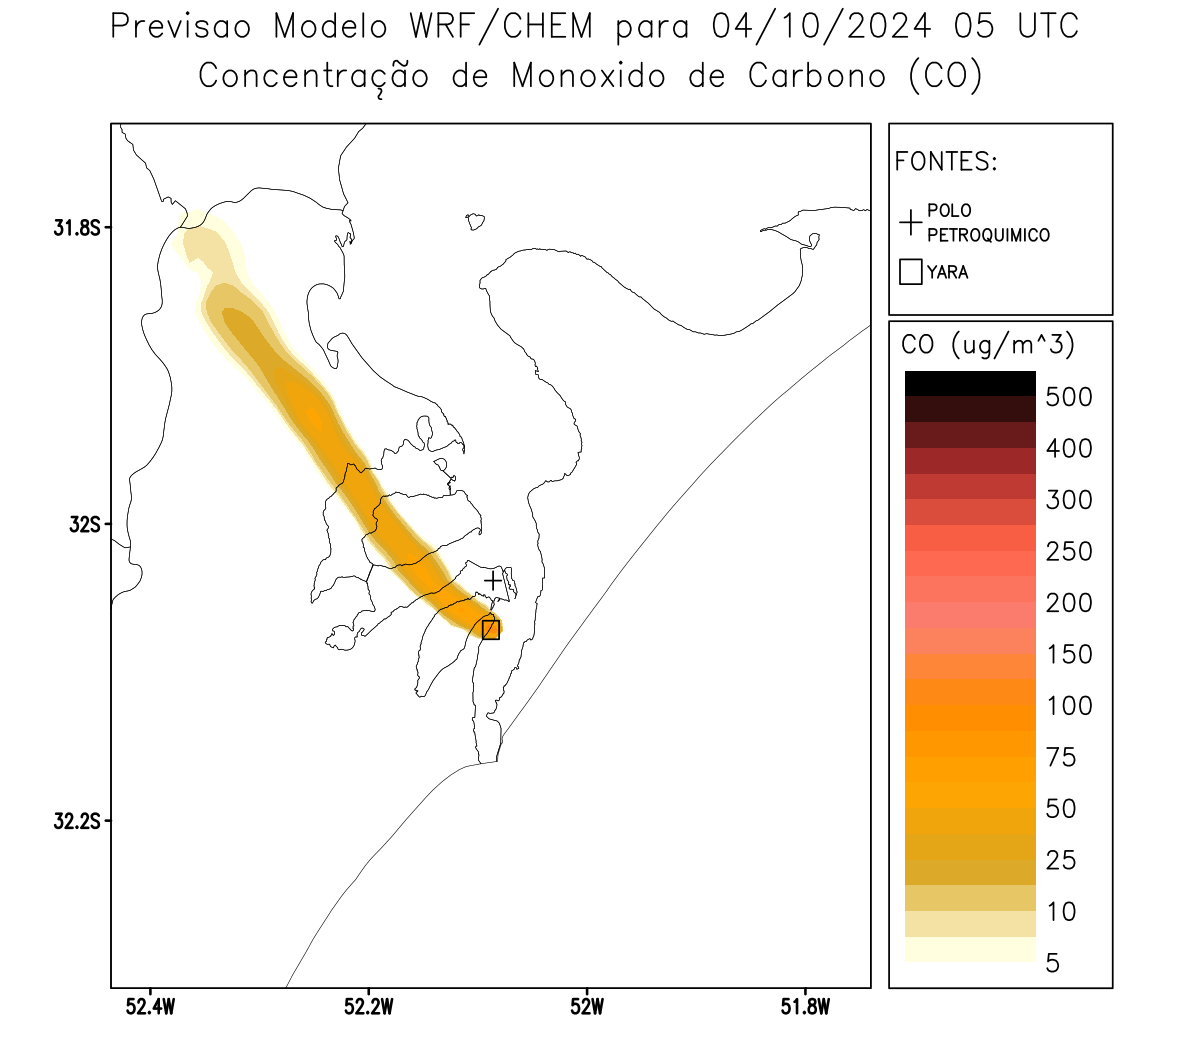 Previsao Modelo WRF/CHEM para 04/10/2024 05 UTC
Concentração de Monoxido de Carbono (CO)
FONTES:
POLO
PETROQUIMICO
YARA
CO (ug/m^3)
500
400
300
250
200
150
100
75
50
25
10
5
31.8S
32S
32.2S
52.4W
52.2W
52W
51.8W